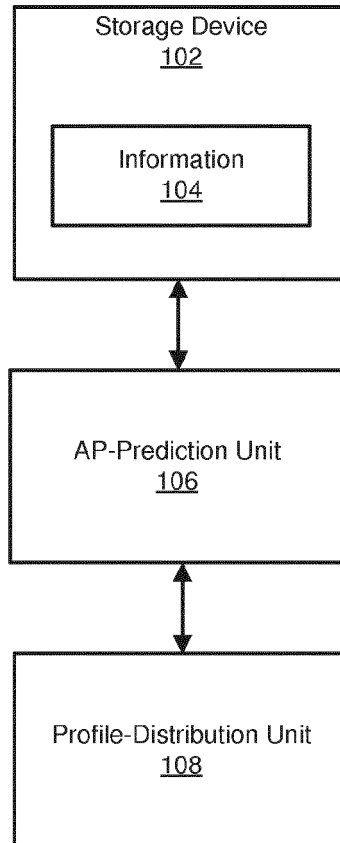 Storage Device
102
Information
104
AP-Prediction Unit
106
Profile-Distribution Unit
108